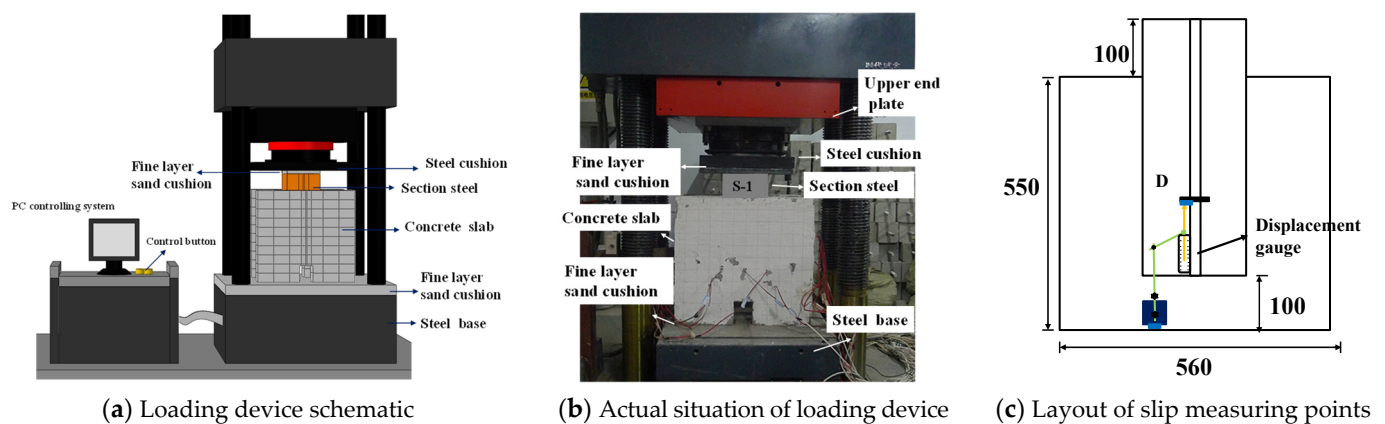 Fine layer
sand cushion
Steel cushion
Section steel
PC controlling system
Control button
Concrete slab
Fine layer
sand cushion
Steel base
(a) Loading device schematic
Upper end
plate
Fine layer
sand cushion
Steel cushion
S-1
Section steel
Concrete slab
Fine layer
sand cushion
Steel base
(b) Actual situation of loading device
100
550
D
Displacement
gauge
100
560
(c) Layout of slip measuring points